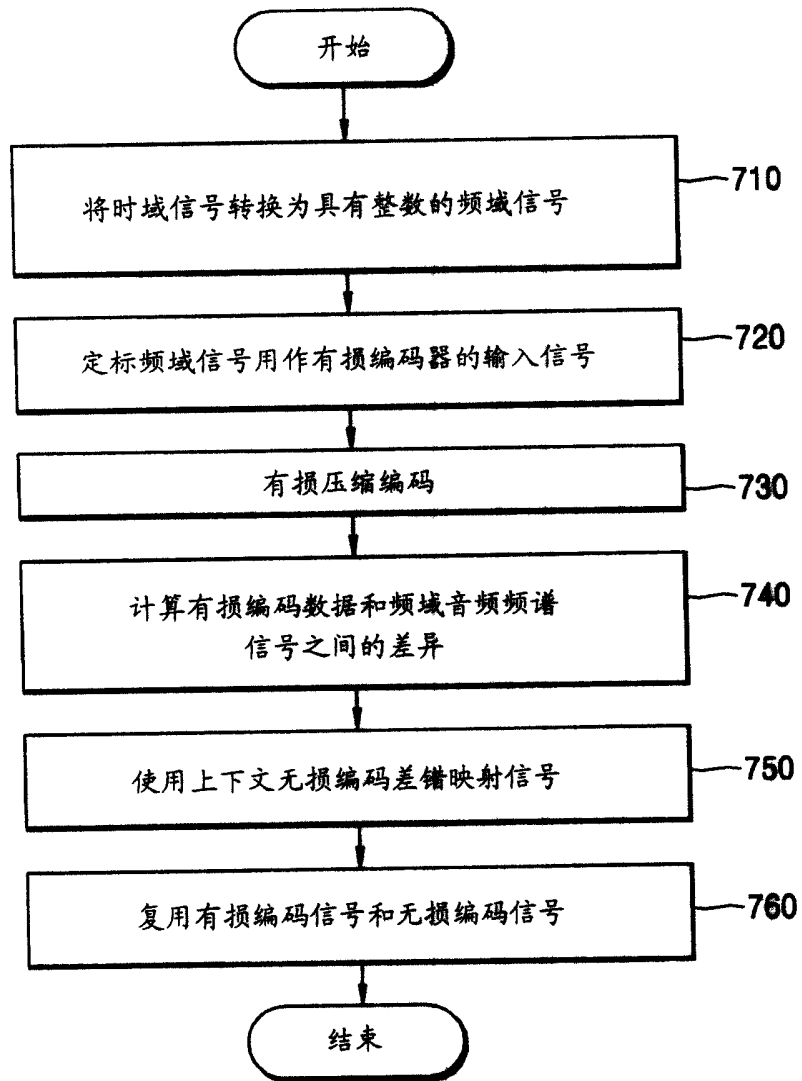 开始
将时域信号转换为具有整数的频域信号
710
定标频域信号用作有损编码器的输入信号
720
有损压缩编码
730
计算有损编码数据和频域音频频谱
信号之间的差异
740
使用上下文无损编码差错映射信号
750
复用有损编码信号和无损编码信号
760
结束